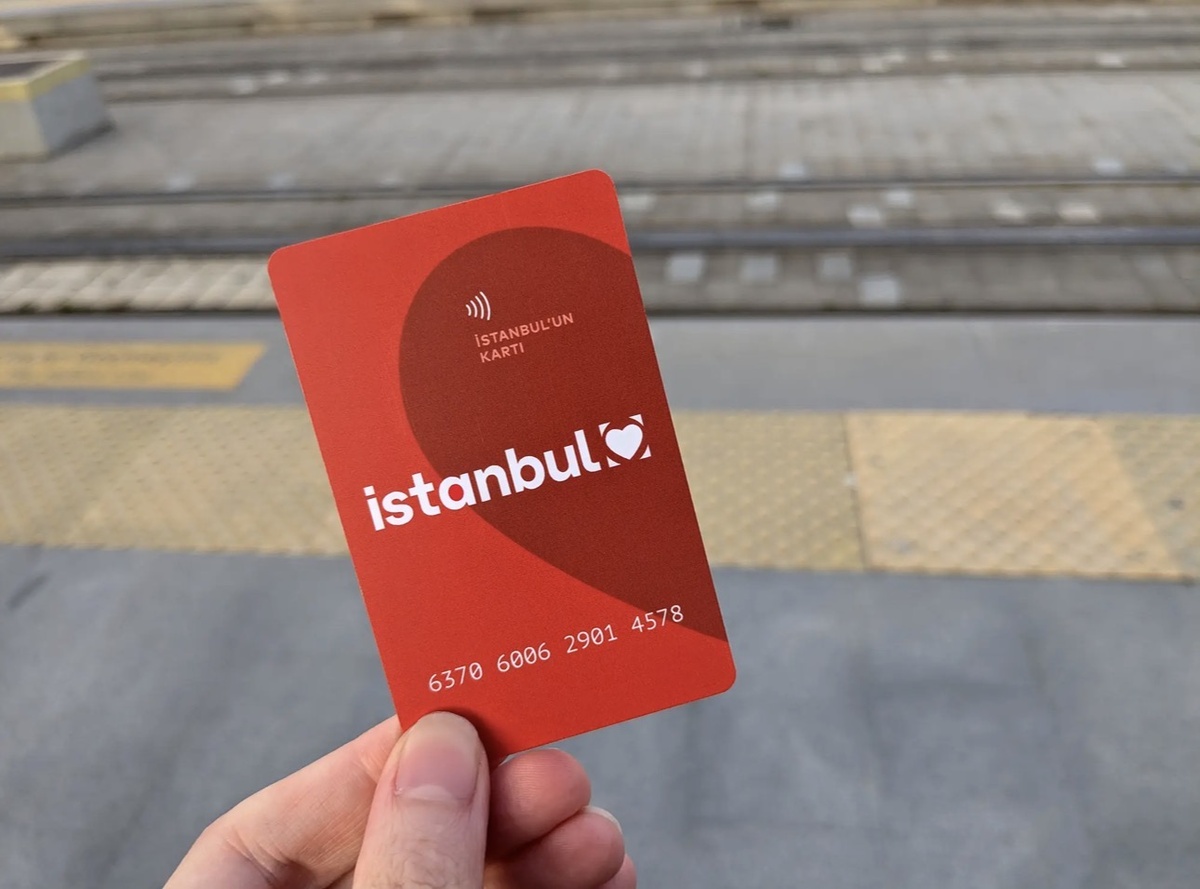 İSTANBUL'UN
KARTI
istanbul
6370 6006 2901 4578